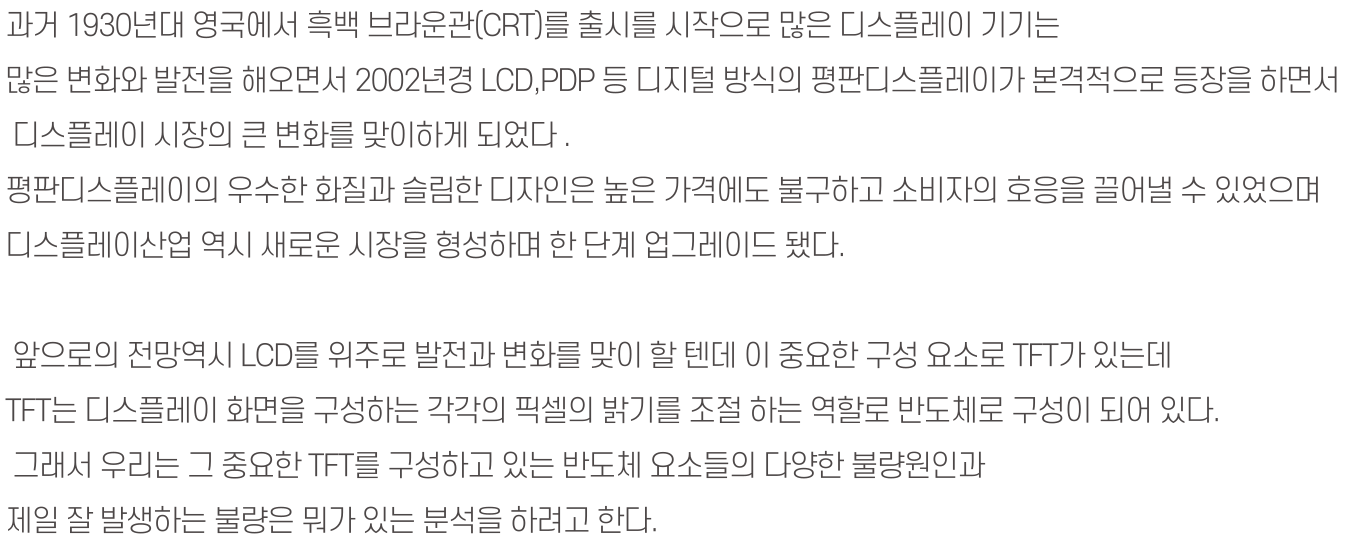 과거 1930년대 영국에서 흑백 브라운관(CRT)를 출시를 시작으로 많은 디스플레이 기기는
많은 변화와 발전을 해오면서 2002년경 LCD,PDP 등 디지털 방식의 평판디스플레이가 본격적으로 등장을 하면서
디스플레이 시장의 큰 변화를 맞이하게 되었다 .
평판디스플레이의 우수한 화질과 슬림한 디자인은 높은 가격에도 불구하고 소비자의 호응을 끌어낼 수 있었으며
디스플레이산업 역시 새로운 시장을 형성하며 한 단계 업그레이드 됐다.
앞으로의 전망역시 LCD를 위주로 발전과 변화를 맞이 할 텐데 이 중요한 구성 요소로 TFT가 있는데
TFT는 디스플레이 화면을 구성하는 각각의 픽셀의 밝기를 조절 하는 역할로 반도체로 구성이 되어 있다.
그래서 우리는 그 중요한 TFT를 구성하고 있는 반도체 요소들의 다양한 불량원인과
제일 잘 발생하는 불량은 뭐가 있는 분석을 하려고 한다.